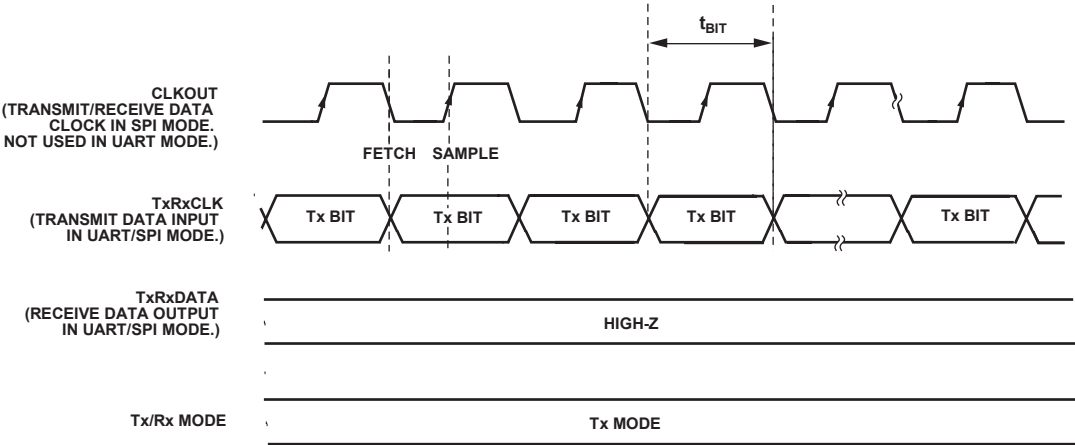 tBIT
CLKOUT
(TRANSMIT/RECEIVE DATA
CLOCK IN SPI MODE.
NOT USED IN UART MODE.)
FETCH SAMPLE
TxRxCLK
(TRANSMIT DATA INPUT
IN UART/SPI MODE.)
Tx BIT Tx BIT Tx BIT Tx BIT Tx BIT
TxRxDATA
(RECEIVE DATA OUTPUT
IN UART/SPI MODE.)
HIGH-Z
Tx/Rx MODE
Tx MODE